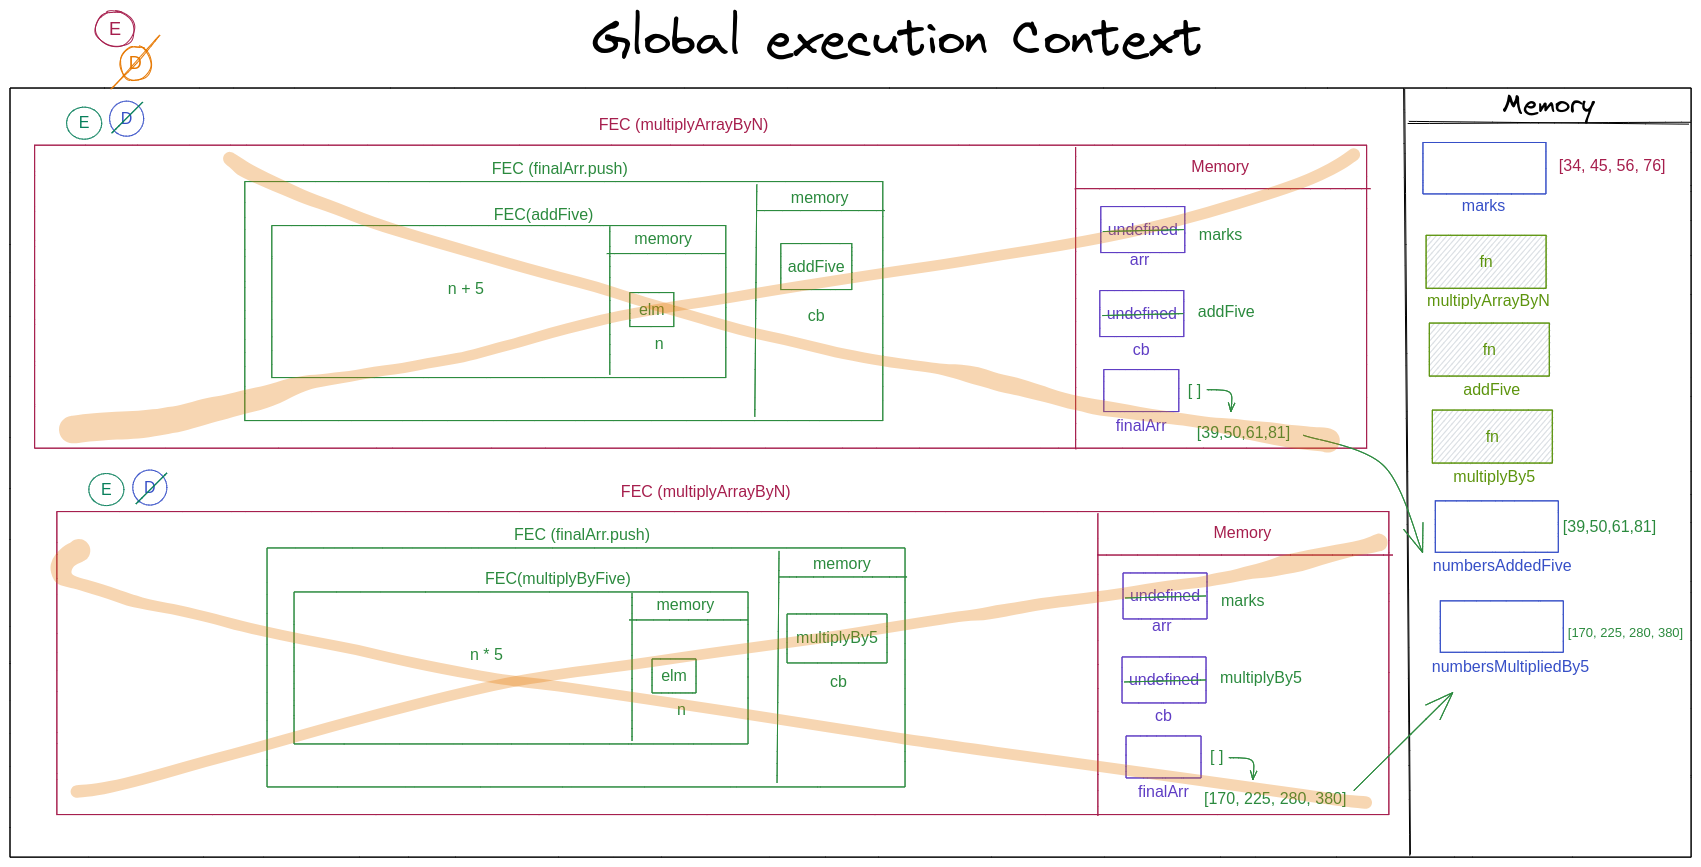 Global execution Context
E
D
Memory
E
D
FEC (multiplyArrayByN)
FEC (finalArr.push)
memory
FEC(addFive)
memory
n + 5
elm
n
addFive
cb
Memory
undefined
marks
arr
undefined
addFive
cb
[ ]
finalArr
[39,50,61,81]
E
D
FEC (multiplyArrayByN)
FEC (finalArr.push)
memory
FEC(multiplyByFive)
memory
n * 5
elm
n
multiplyBy5
cb
Memory
undefined
marks
arr
undefined
multiplyBy5
cb
[ ]
finalArr
[170, 225, 280, 380]
[34, 45, 56, 76]
marks
fn
multiplyArrayByN
fn
addFive
fn
multiplyBy5
[39,50,61,81]
numbersAddedFive
[170, 225, 280, 380]
numbersMultipliedBy5